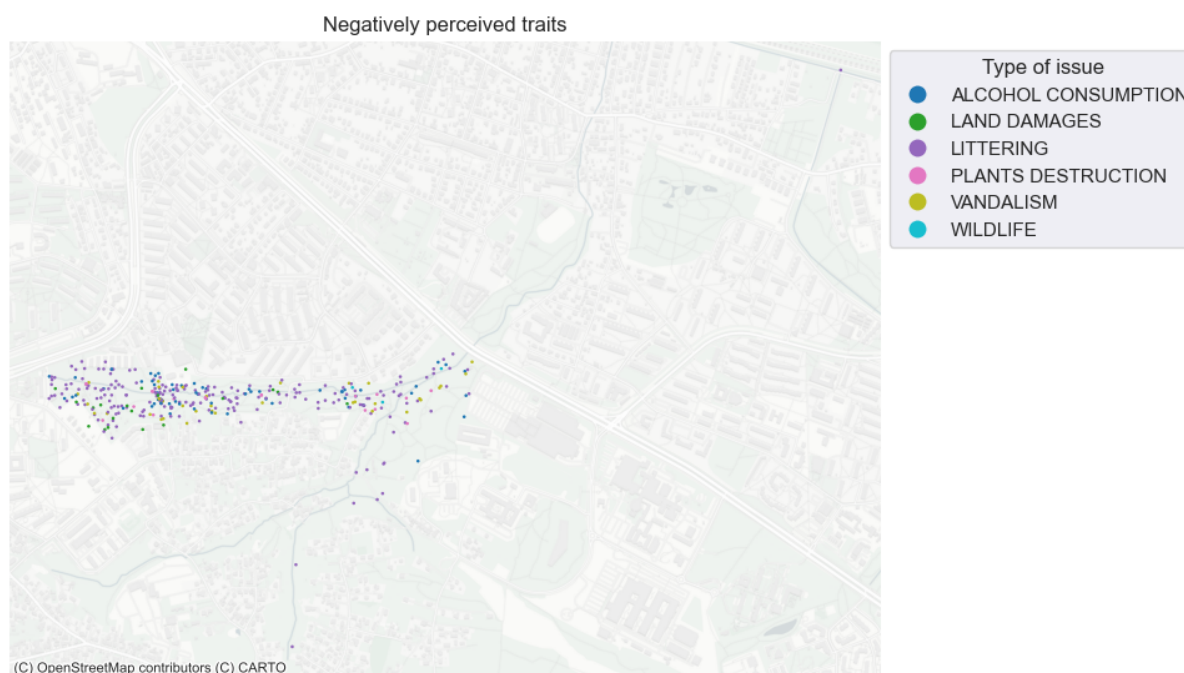 Negatively perceived traits
Type of issue
ALCOHOL CONSUMPTION
LAND DAMAGES
LITTERING
PLANTS DESTRUCTION
VANDALISM
WILDLIFE
(C) OpenStreetMap contributors (C) CARTO